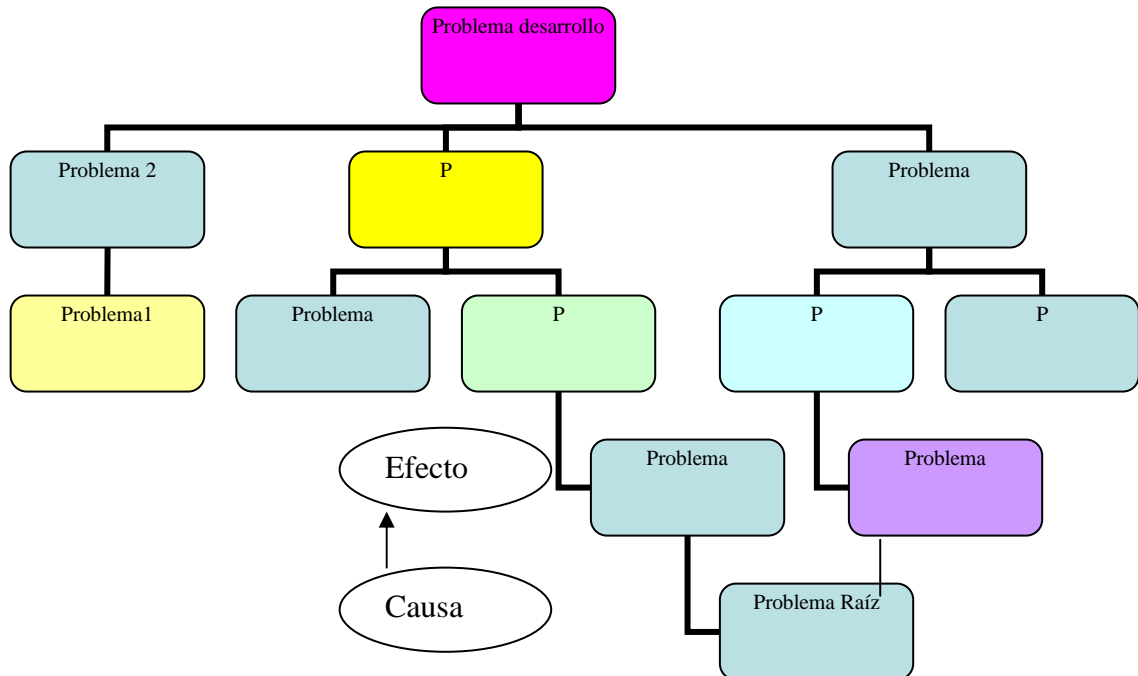 Problema desarrollo
Problema 2
P
Problema
Problema1
Problema
P
P
P
Efecto
Problema
Problema
Causa
Problema Raíz